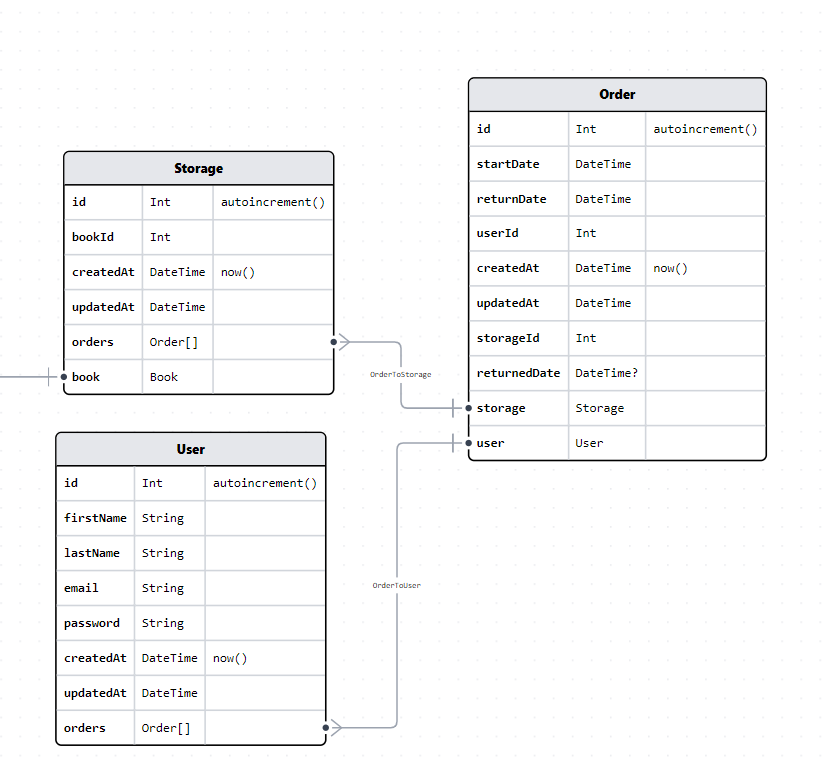 Order
id Int autoincrement()
startDate DateTime
returnDate DateTime
userId Int
createdAt DateTime now()
updatedAt DateTime
storageId Int
returnedDate DateTime?
storage Storage
user User
Storage
id Int autoincrement()
bookId Int
createdAt DateTime now()
updatedAt DateTime
orders Order[]
book Book
OrderToStorage
User
id Int autoincrement()
firstName String
lastName String
email String
password String
createdAt DateTime now()
updatedAt DateTime
orders Order[]
OrderToUser